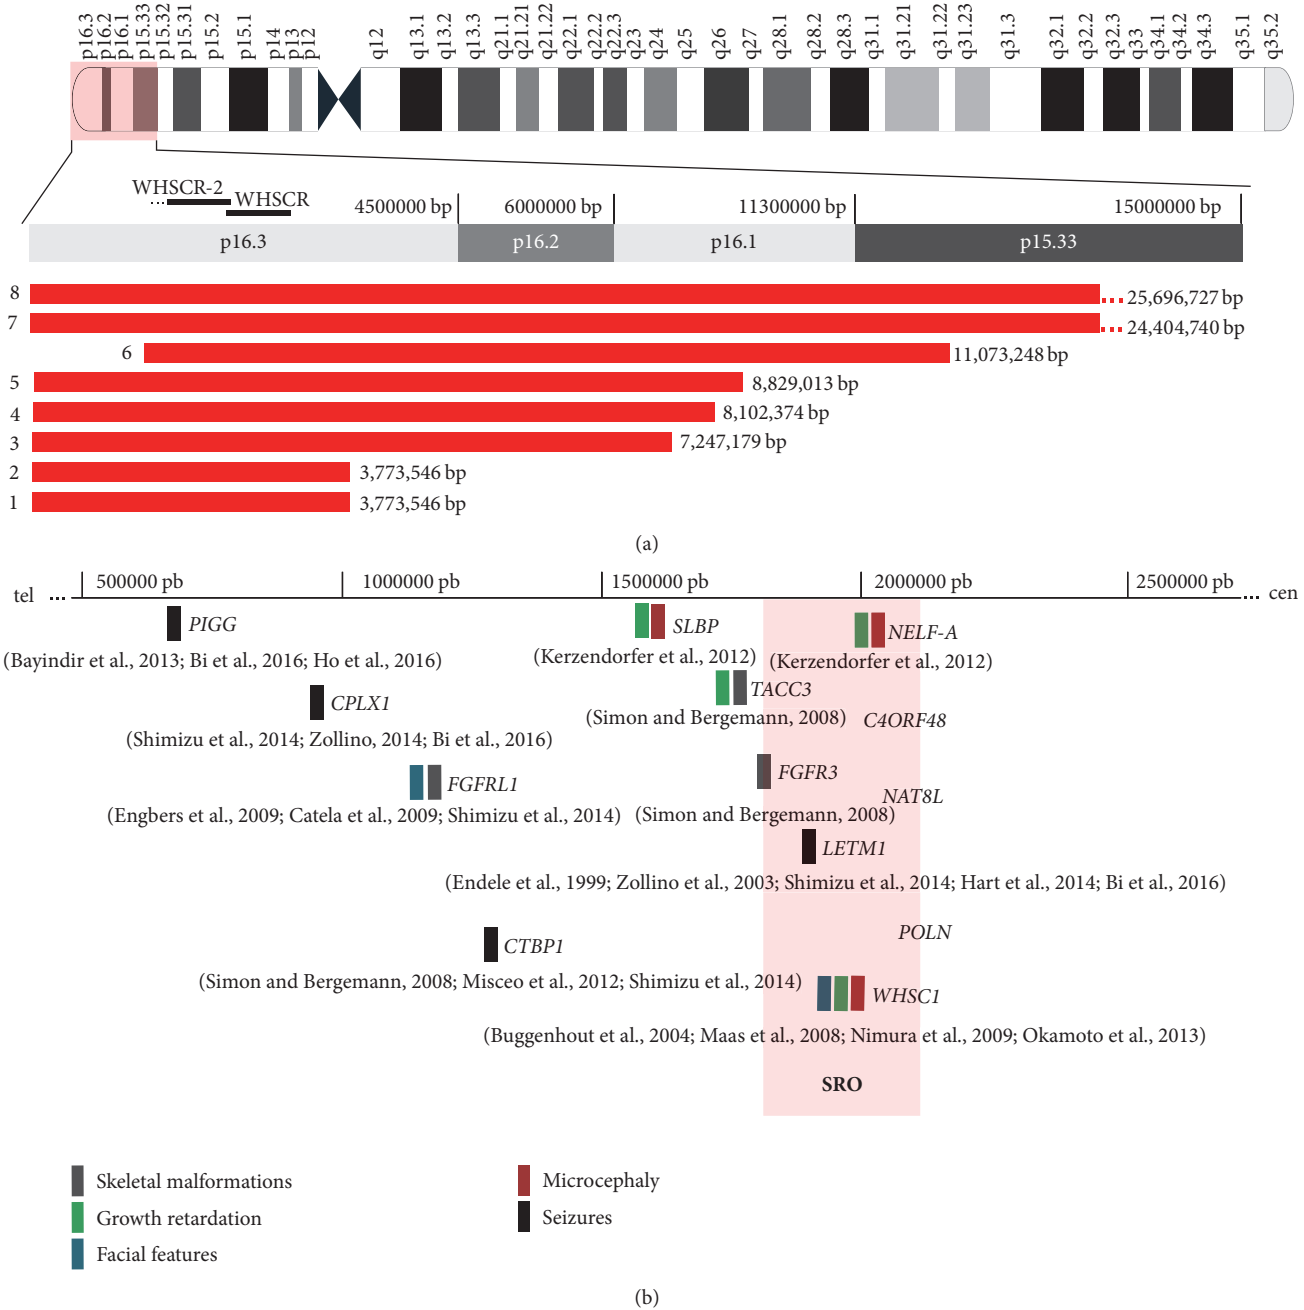 p16.3 p16.2 p16.1 p15.33 p15.32 p15.31 p15.2 p15.1 p14 p13 p12 q12 q13.1 q13.2 q13.3 q21.1 q21.21 q21.22 q22.1 q22.2 q22.3 q23 q24 q25 q26 q27 q28.1 q28.2 q28.3 q31.1 q31.21 q31.22 q31.23 q31.3 q32.1 q32.2 q32.3 q33 q34.1 q34.2 q34.3 q35.1 q35.2
WHSCR-2
WHSCR
4500000 bp 6000000 bp 11300000 bp 15000000 bp
p16.3 p16.2 p16.1 p15.33
8 25,696,727 bp
7 24,404,740 bp
6 11,073,248 bp
5 8,829,013 bp
4 8,102,374 bp
3 7,247,179 bp
2 3,773,546 bp
1 3,773,546 bp
(a)
500000 pb 1000000 pb 1500000 pb 2000000 pb 2500000 pb
tel cen
PIGG SLBP NELF-A
(Bayindir et al., 2013; Bi et al., 2016; Ho et al., 2016) (Kerzendorfer et al., 2012) (Kerzendorfer et al., 2012)
CPLX1 TACC3
(Simon and Bergemann, 2008) C4ORF48
(Shimizu et al., 2014; Zollino, 2014; Bi et al., 2016)
FGFRL1 FGFR3
NAT8L
(Engbers et al., 2009; Catela et al., 2009; Shimizu et al., 2014) (Simon and Bergemann, 2008)
LETM1
(Endele et al., 1999; Zollino et al., 2003; Shimizu et al., 2014; Hart et al., 2014; Bi et al., 2016)
POLN
CTBP1
(Simon and Bergemann, 2008; Misceo et al., 2012; Shimizu et al., 2014)
WHSC1
(Buggenhout et al., 2004; Maas et al., 2008; Nimura et al., 2009; Okamoto et al., 2013)
SRO
Skeletal malformations Microcephaly
Growth retardation Seizures
Facial features
(b)